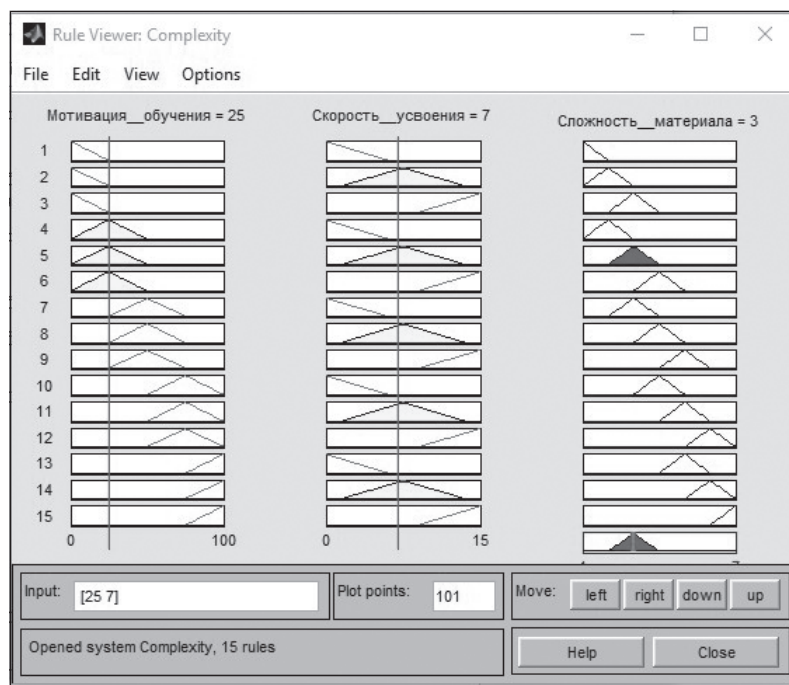 Rule Viewer: Complexity
File Edit View Options
Мотивация__обучения = 25
Скорость__усвоения = 7
Сложность__материала = 3
1
2
3
4
5
6
7
8
9
10
11
12
13
14
15
0 100
0 15
Input: [25 7]
Plot points: 101
Move: left right down up
Opened system Complexity, 15 rules
Help Close